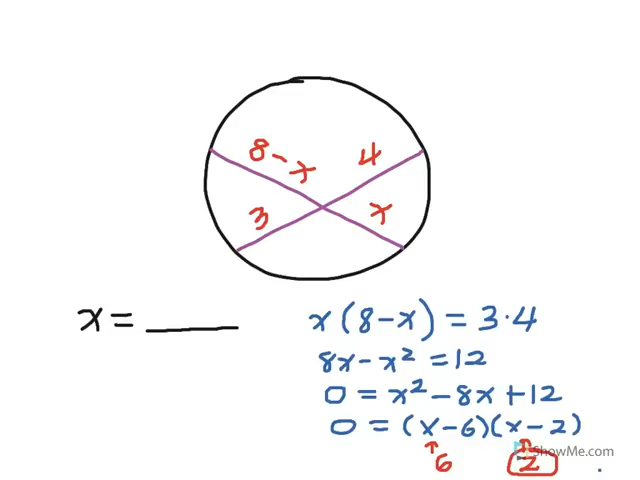 8 - x 4
3 x
x = ____
x(8-x) = 3·4
8x - x² = 12
0 = x² - 8x + 12
0 = (x - 6)(x - 2)
ShowMe.com
↑ ↑
6 2